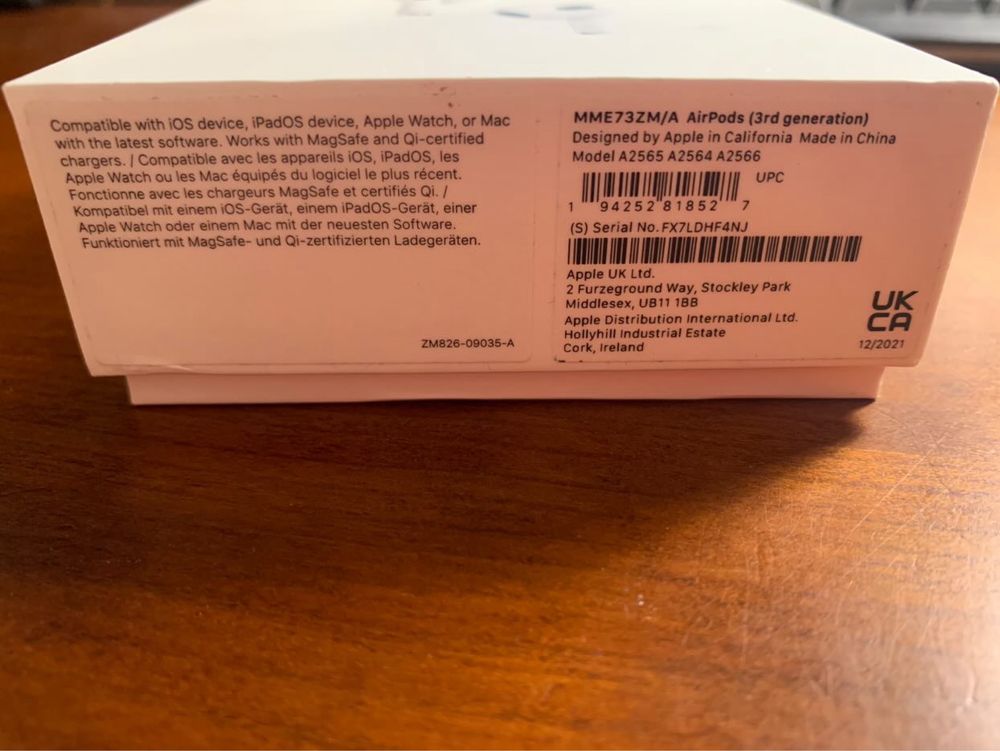 Compatible with iOS device, iPadOS device, Apple Watch, or Mac
with the latest software. Works with MagSafe and Qi-certified
chargers. / Compatible avec les appareils iOS, iPadOS, les
Apple Watch ou les Mac équipés du logiciel le plus récent.
Fonctionne avec les chargeurs MagSafe et certifiés Qi. /
Kompatibel mit einem iOS-Gerät, einem iPadOS-Gerät, einer
Apple Watch oder einem Mac mit der neuesten Software.
Funktioniert mit MagSafe- und Qi-zertifizierten Ladegeräten.
ZM826-09035-A
MME73ZM/A AirPods (3rd generation)
Designed by Apple in California Made in China
Model A2565 A2564 A2566
UPC
1 94252 81852 7
(S) Serial No. FX7LDHF4NJ
Apple UK Ltd.
2 Furzeground Way, Stockley Park
Middlesex, UB11 1BB
Apple Distribution International Ltd.
Hollyhill Industrial Estate
Cork, Ireland
UK
CA
12/2021